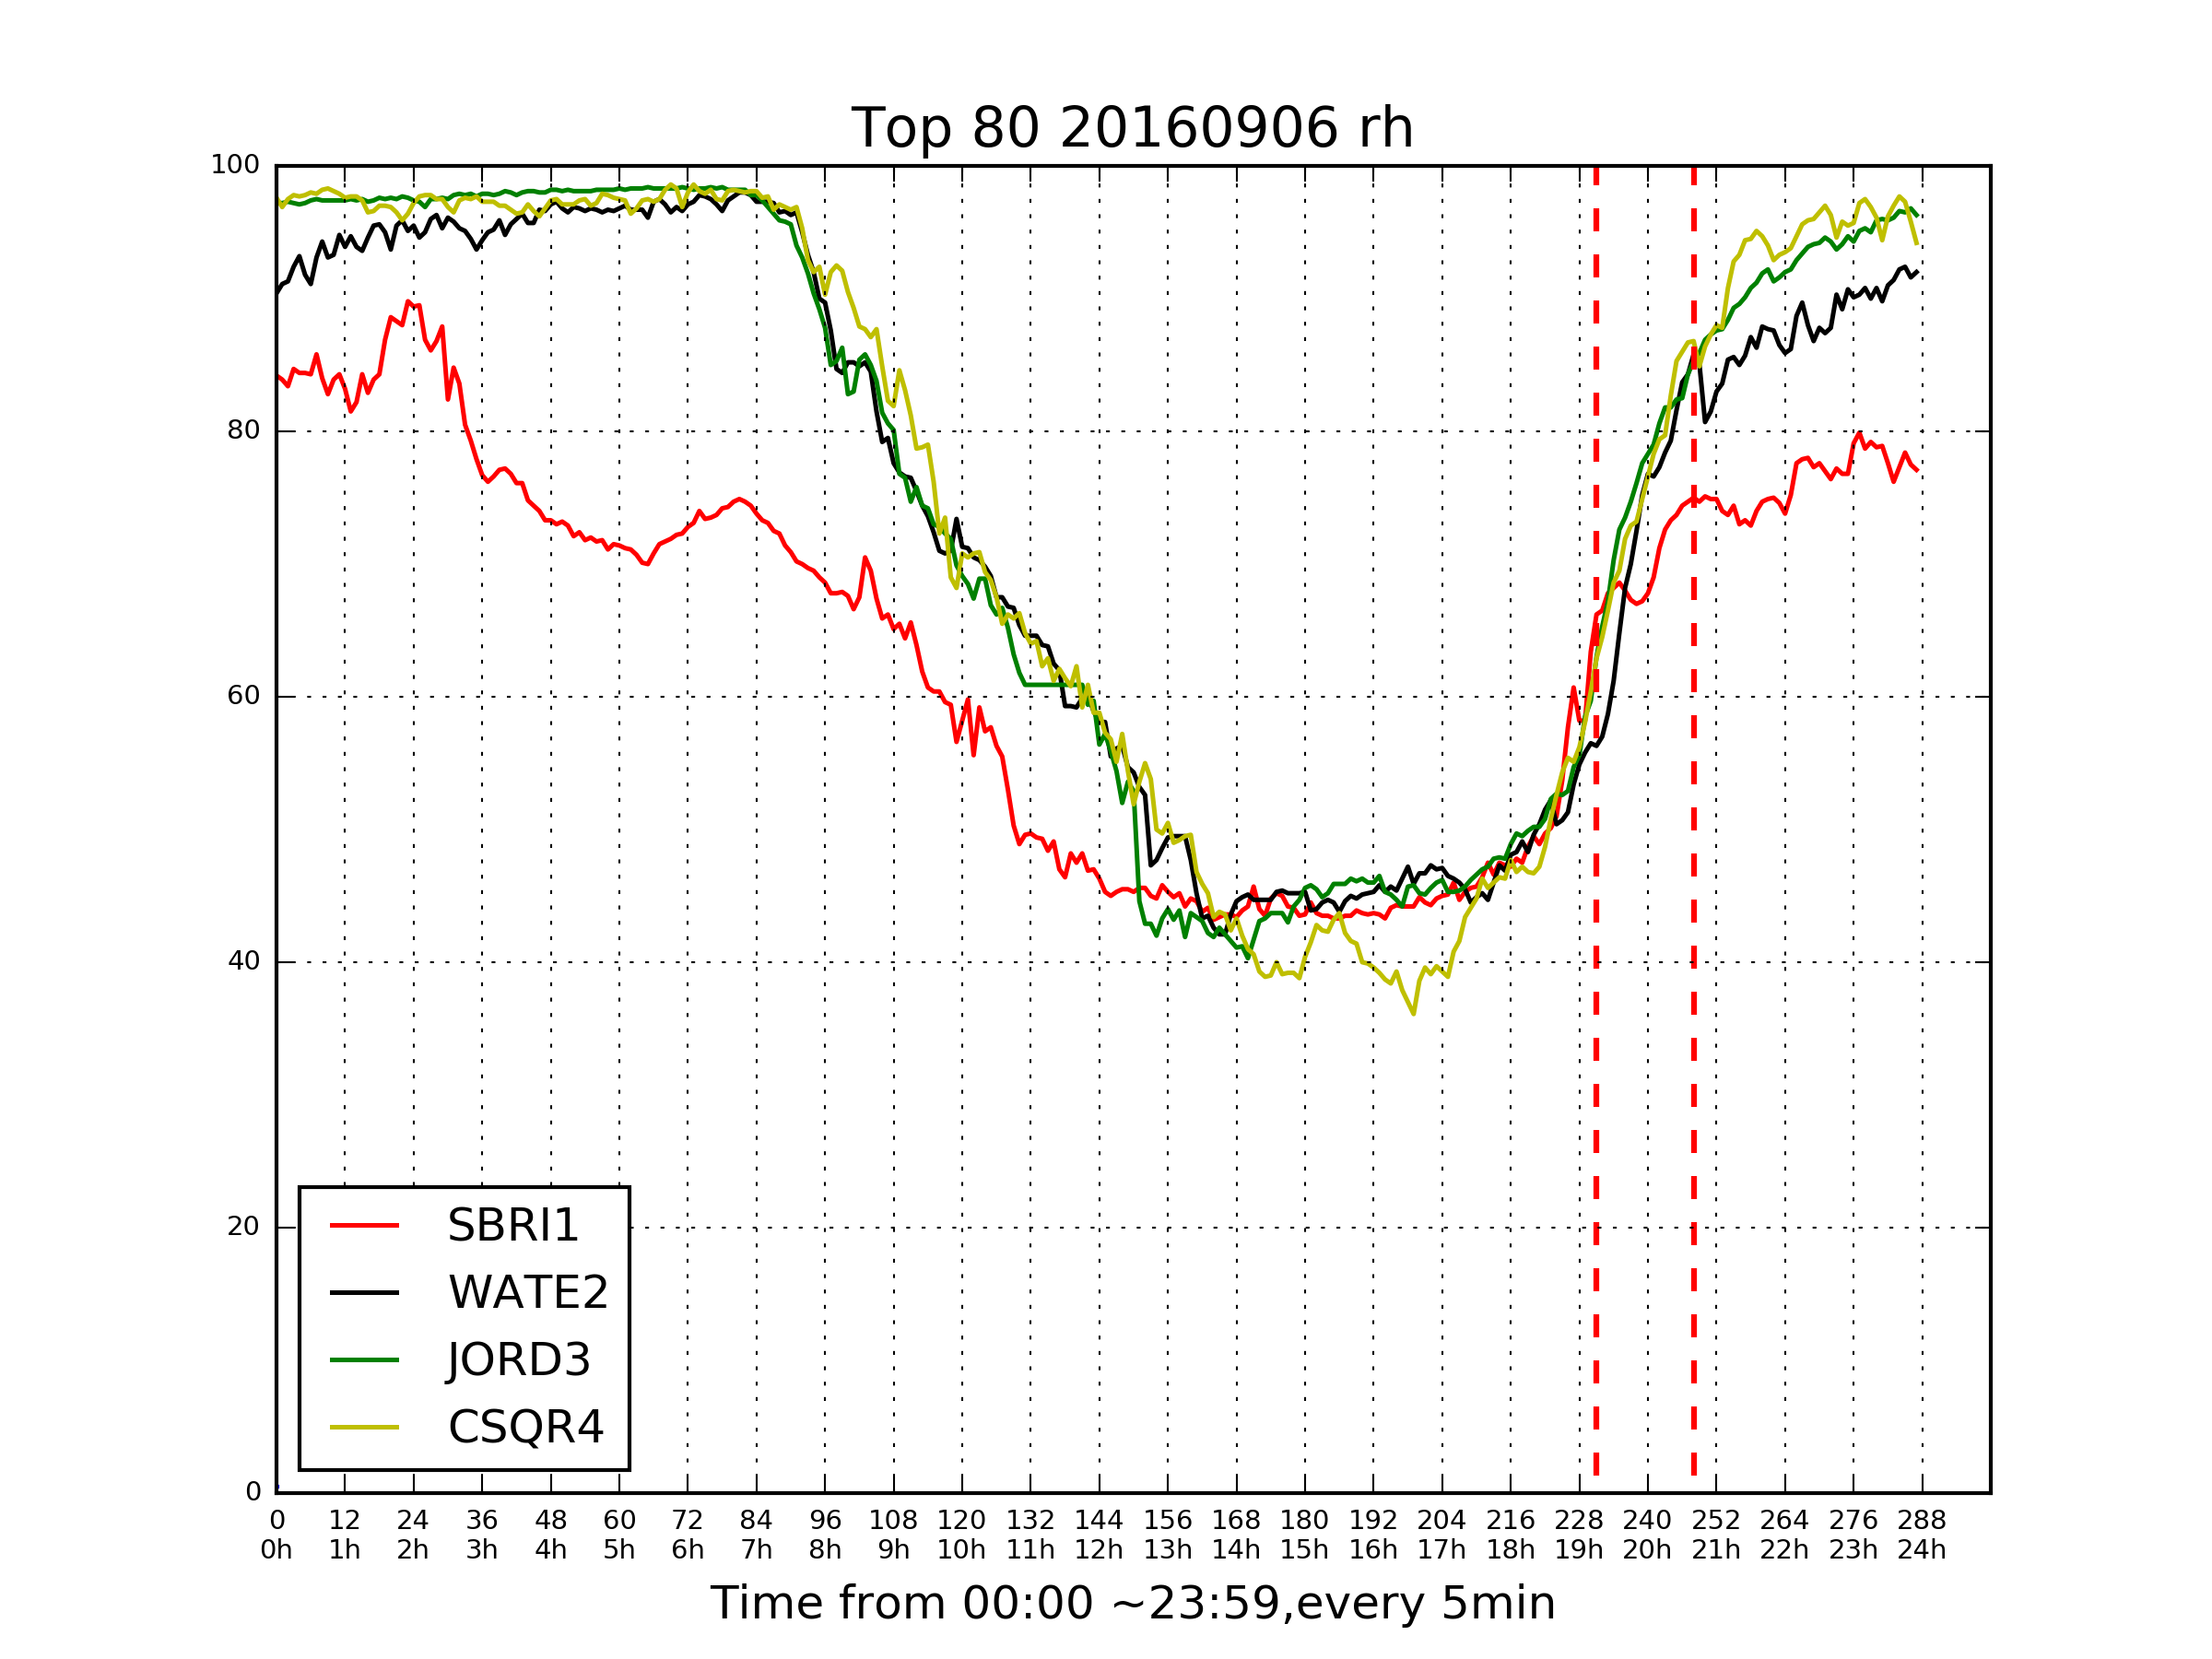 Top 80 20160906 rh
100
80
60
40
20
0
SBRI1
WATE2
JORD3
CSQR4
0 12 24 36 48 60 72 84 96 108 120 132 144 156 168 180 192 204 216 228 240 252 264 276 288
0h 1h 2h 3h 4h 5h 6h 7h 8h 9h 10h 11h 12h 13h 14h 15h 16h 17h 18h 19h 20h 21h 22h 23h 24h
Time from 00:00 ~23:59,every 5min